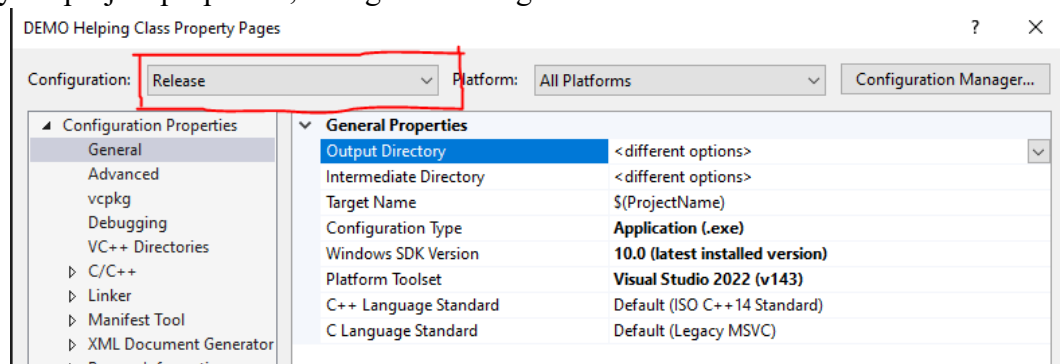 DEMO Helping Class Property Pages ? ×
Configuration: Release Platform: All Platforms Configuration Manager...
Configuration Properties
General
Advanced
vcpkg
Debugging
VC++ Directories
C/C++
Linker
Manifest Tool
XML Document Generator
General Properties
Output Directory <different options>
Intermediate Directory <different options>
Target Name $(ProjectName)
Configuration Type Application (.exe)
Windows SDK Version 10.0 (latest installed version)
Platform Toolset Visual Studio 2022 (v143)
C++ Language Standard Default (ISO C++14 Standard)
C Language Standard Default (Legacy MSVC)